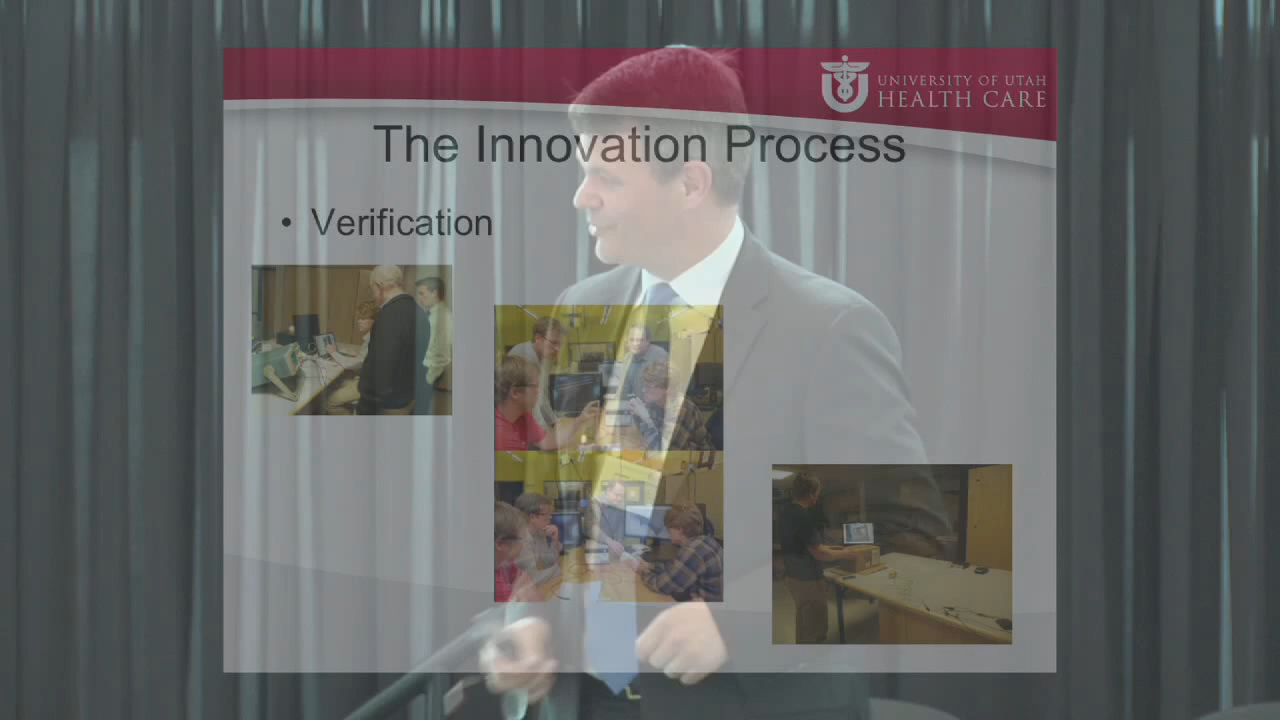 UNIVERSITY OF UTAH
HEALTH CARE
The Innovation Process
• Verification